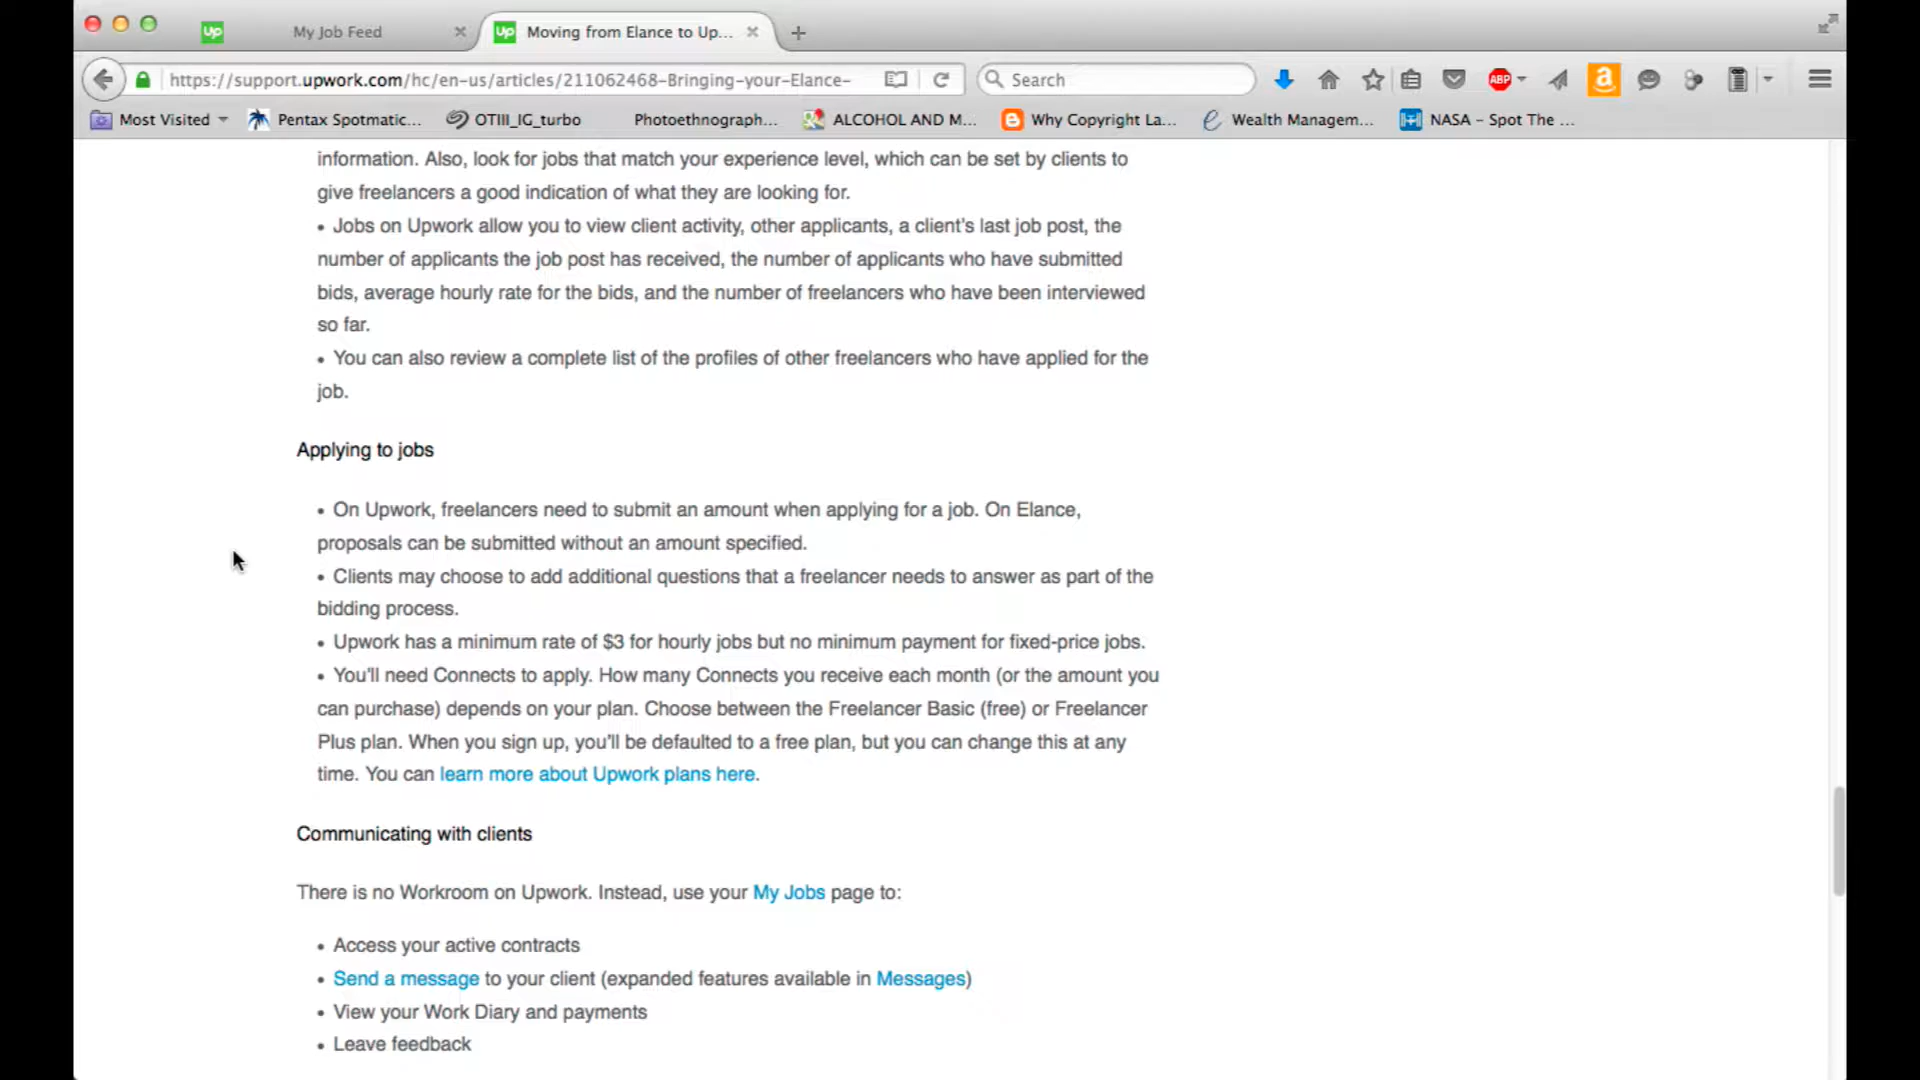 Up My Job Feed Up Moving from Elance to Up...
https://support.upwork.com/hc/en-us/articles/211062468-Bringing-your-Elance- Search ABP a
Most Visited Pentax Spotmatic... OTIII_IG_turbo Photoethnograph... ALCOHOL AND M... Why Copyright La... Wealth Managem... NASA - Spot The ...
information. Also, look for jobs that match your experience level, which can be set by clients to
give freelancers a good indication of what they are looking for.
• Jobs on Upwork allow you to view client activity, other applicants, a client's last job post, the
number of applicants the job post has received, the number of applicants who have submitted
bids, average hourly rate for the bids, and the number of freelancers who have been interviewed
so far.
• You can also review a complete list of the profiles of other freelancers who have applied for the
job.
Applying to jobs
• On Upwork, freelancers need to submit an amount when applying for a job. On Elance,
proposals can be submitted without an amount specified.
• Clients may choose to add additional questions that a freelancer needs to answer as part of the
bidding process.
• Upwork has a minimum rate of $3 for hourly jobs but no minimum payment for fixed-price jobs.
• You'll need Connects to apply. How many Connects you receive each month (or the amount you
can purchase) depends on your plan. Choose between the Freelancer Basic (free) or Freelancer
Plus plan. When you sign up, you'll be defaulted to a free plan, but you can change this at any
time. You can learn more about Upwork plans here.
Communicating with clients
There is no Workroom on Upwork. Instead, use your My Jobs page to:
• Access your active contracts
• Send a message to your client (expanded features available in Messages)
• View your Work Diary and payments
• Leave feedback